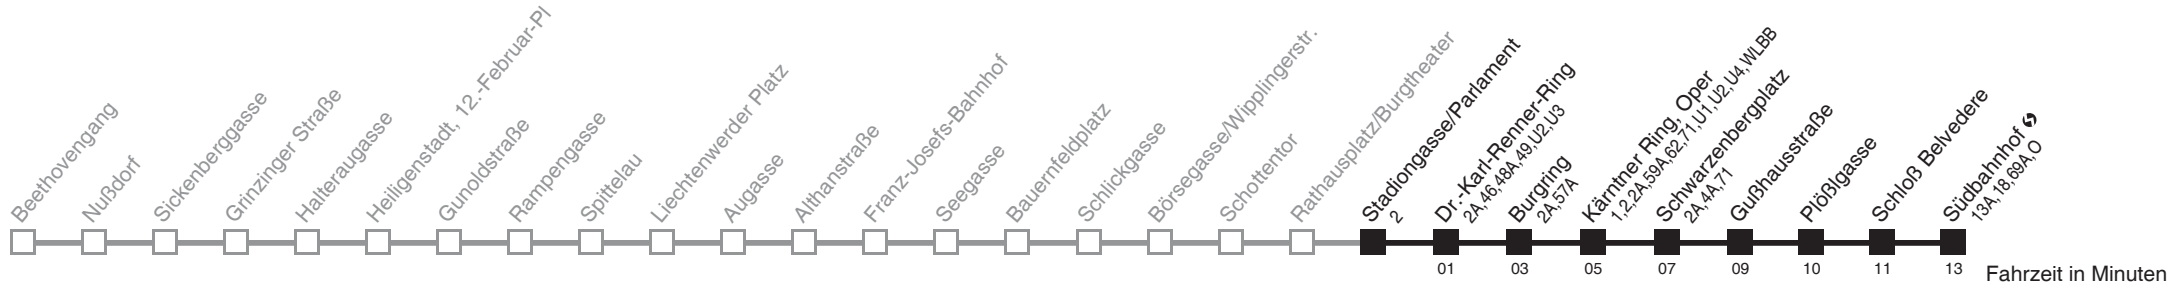 Beethovengang
Nußdorf
Sickenberggasse
Grinzinger Straße
Halteraugasse
Heiligenstadt, 12.-Februar-Pl
Gunoldstraße
Rampengasse
Spittelau
Liechtenwerder Platz
Augasse
Althanstraße
Franz-Josefs-Bahnhof
Seegasse
Bauernfeldplatz
Schlickgasse
Börsegasse/Wipplingerstr.
Schottentor
Rathausplatz/Burgtheater
Stadiongasse/Parlament
2
Dr.-Karl-Renner-Ring
2A,46,48A,49,U2,U3
Burgring
2A,57A
Kärntner Ring, Oper
1,2,2A,59A,62,71,U1,U2,U4,WLBB
Schwarzenbergplatz
2A,4A,71
Gußhausstraße
Plößlgasse
Schloß Belvedere
Südbahnhof
13A,18,69A,O
01
03
05
07
09
10
11
13
Fahrzeit in Minuten